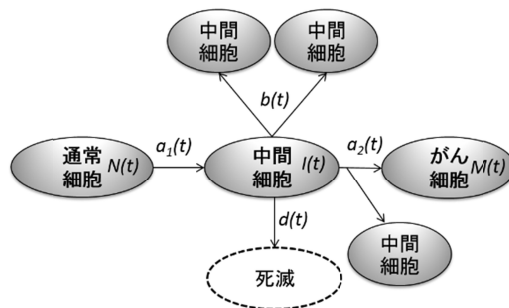 中間
細胞
中間
細胞
b(t)
通常
細胞 N(t)
a₁(t)
中間
細胞 I(t)
a₂(t)
がん
細胞 M(t)
d(t)
中間
細胞
死滅